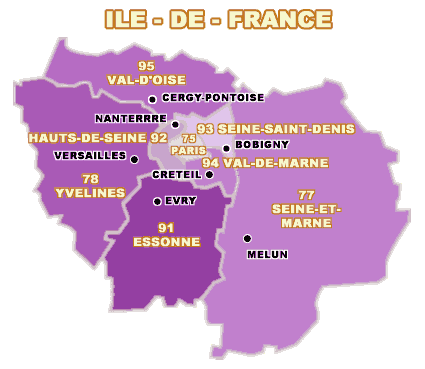 ILE - DE - FRANCE
95
VAL-D'OISE
CERGY-PONTOISE
NANTERRRE
93 SEINE-SAINT-DENIS
HAUTS-DE-SEINE 92
75
PARIS
BOBIGNY
VERSAILLES
94 VAL-DE-MARNE
CRETEIL
78
YVELINES
77
SEINE-ET-
MARNE
EVRY
91
ESSONNE
MELUN